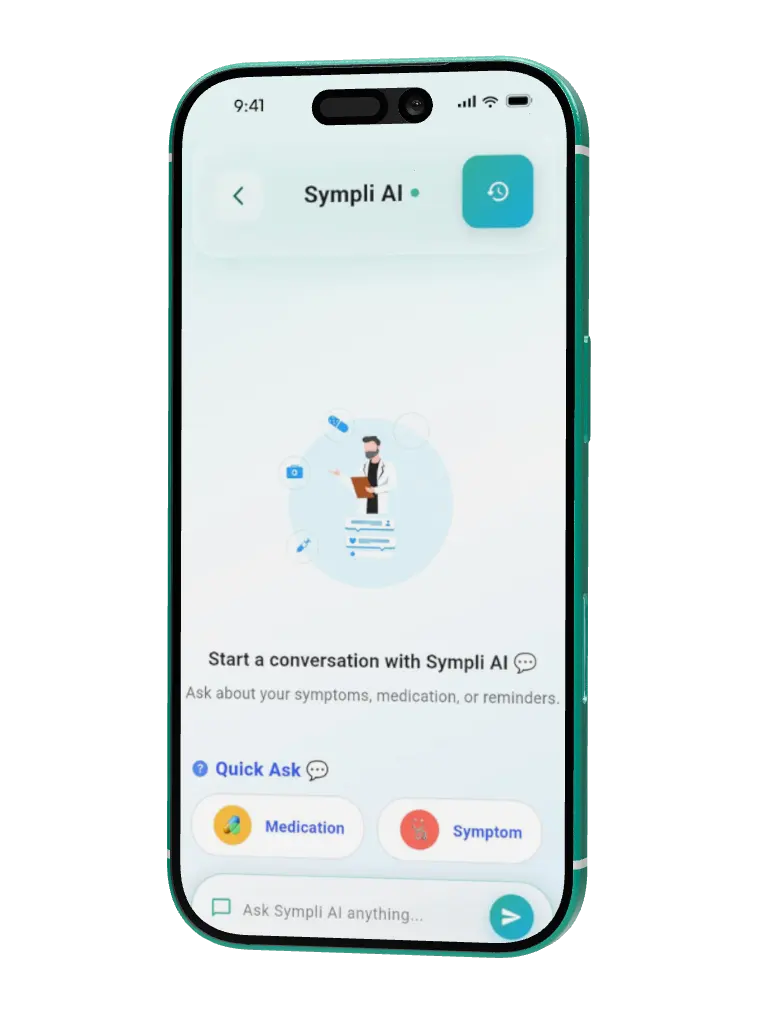 9:41
Sympli AI
Start a conversation with Sympli AI 💬
Ask about your symptoms, medication, or reminders.
? Quick Ask 💬
Medication
Symptom
Ask Sympli AI anything...